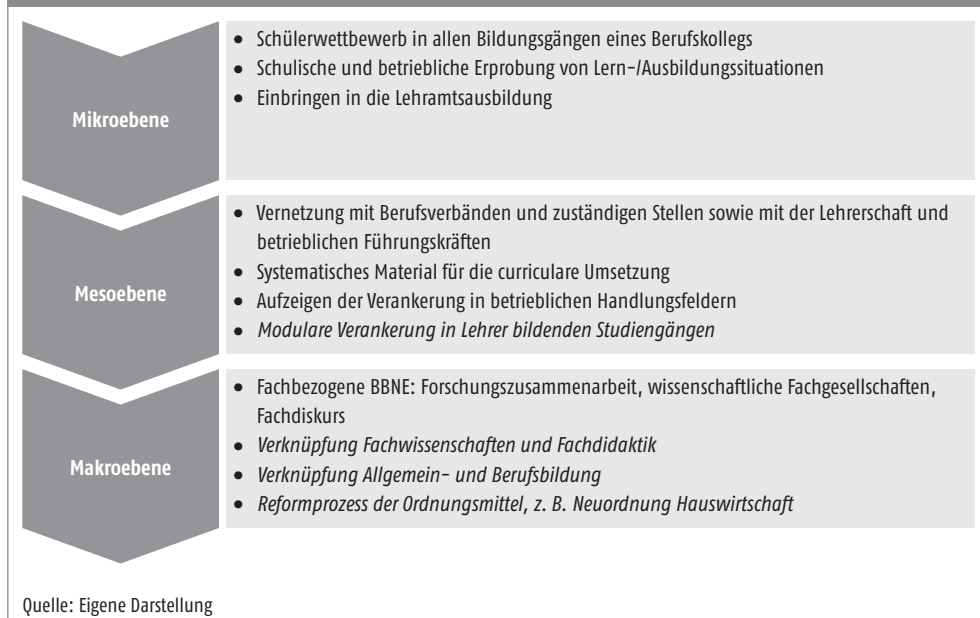 Mikroebene
• Schülerwettbewerb in allen Bildungsgängen eines Berufskollegs
• Schulische und betriebliche Erprobung von Lern-/Ausbildungssituationen
• Einbringen in die Lehramtsausbildung
Mesoebene
• Vernetzung mit Berufsverbänden und zuständigen Stellen sowie mit der Lehrerschaft und
betrieblichen Führungskräften
• Systematisches Material für die curriculare Umsetzung
• Aufzeigen der Verankerung in betrieblichen Handlungsfeldern
• Modulare Verankerung in Lehrer bildenden Studiengängen
Makroebene
• Fachbezogene BBNE: Forschungszusammenarbeit, wissenschaftliche Fachgesellschaften,
Fachdiskurs
• Verknüpfung Fachwissenschaften und Fachdidaktik
• Verknüpfung Allgemein- und Berufsbildung
• Reformprozess der Ordnungsmittel, z. B. Neuordnung Hauswirtschaft
Quelle: Eigene Darstellung